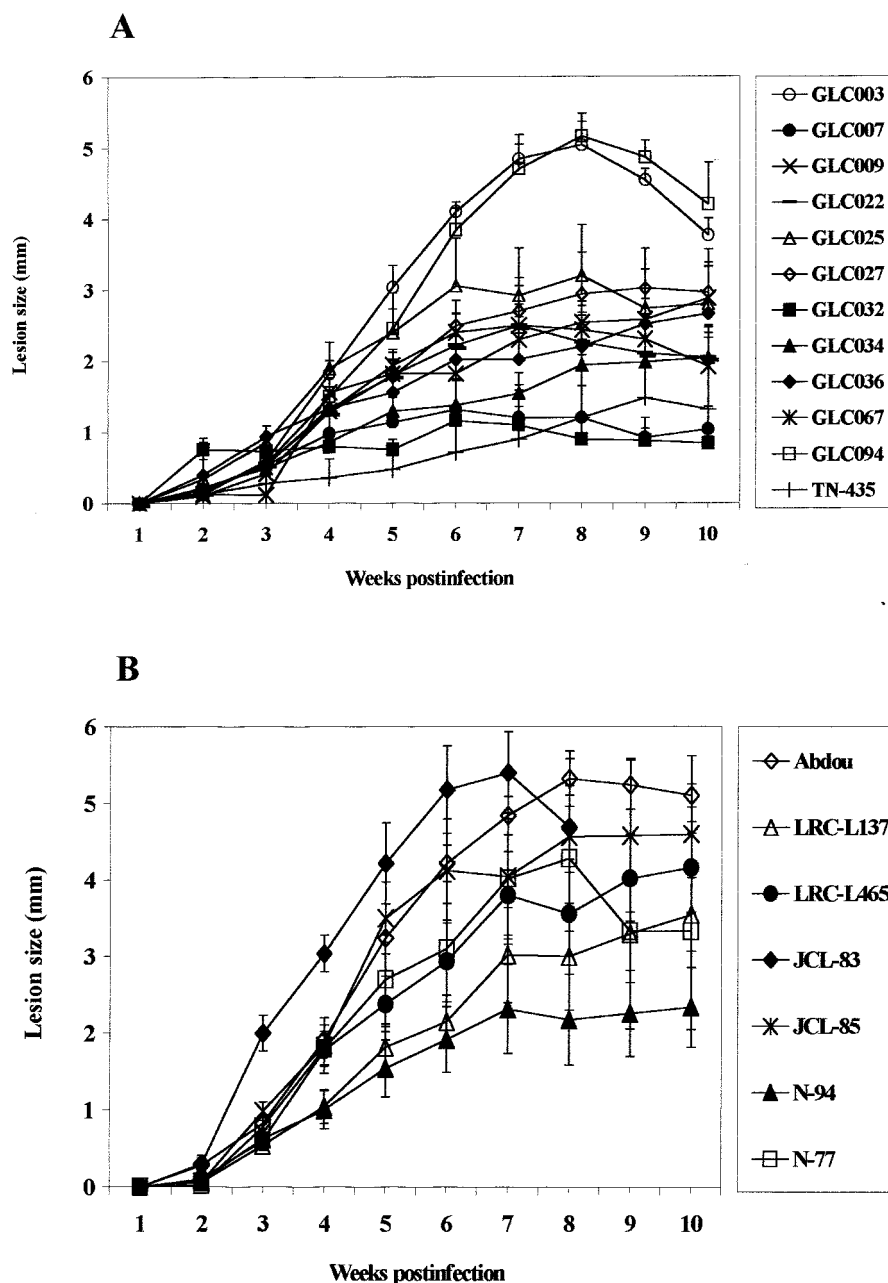 A
6
5
4
3
2
1
0
Lesion size (mm)
1 2 3 4 5 6 7 8 9 10
Weeks postinfection
GLC003
GLC007
GLC009
GLC022
GLC025
GLC027
GLC032
GLC034
GLC036
GLC067
GLC094
TN-435
B
6
5
4
3
2
1
0
Lesion size (mm)
1 2 3 4 5 6 7 8 9 10
Weeks postinfection
Abdou
LRC-L137
LRC-L465
JCL-83
JCL-85
N-94
N-77